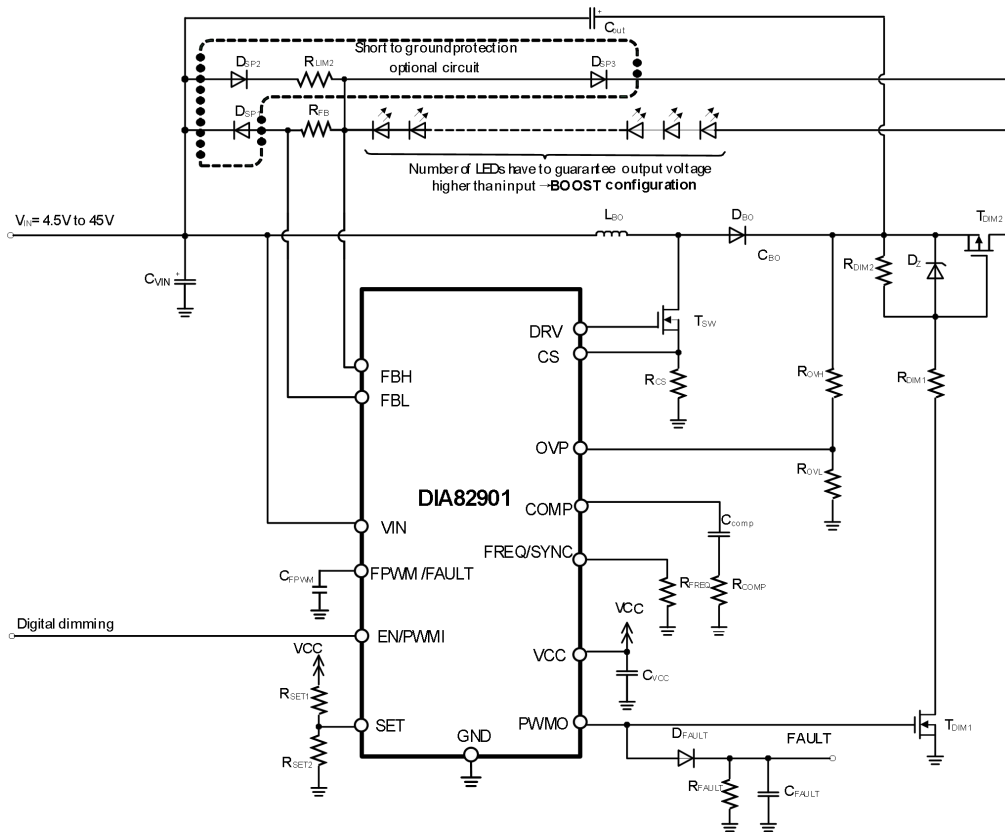 Cout
Short to ground protection
optional circuit
DSP2
RLIM2
DSP3
RFB
Number of LEDs have to guarantee output voltage
higher than input →BOOST configuration
VIN= 4.5V to 45V
LBO
DBO
CBO
TDIM2
RDIM2
DZ
CVIN
DRV
TSW
CS
RCS
FBH
FBL
ROVH
RDIM1
OVP
ROVL
DIA82901
COMP
Ccomp
VIN
FREQ/SYNC
RFREQ
RCOMP
CFPWM
FPWM/FAULT
VCC
Digital dimming
EN/PWMI
VCC
VCC
CVCC
RSET1
SET
PWMO
TDIM1
GND
DFAULT
FAULT
RSET2
RFAULT
CFAULT